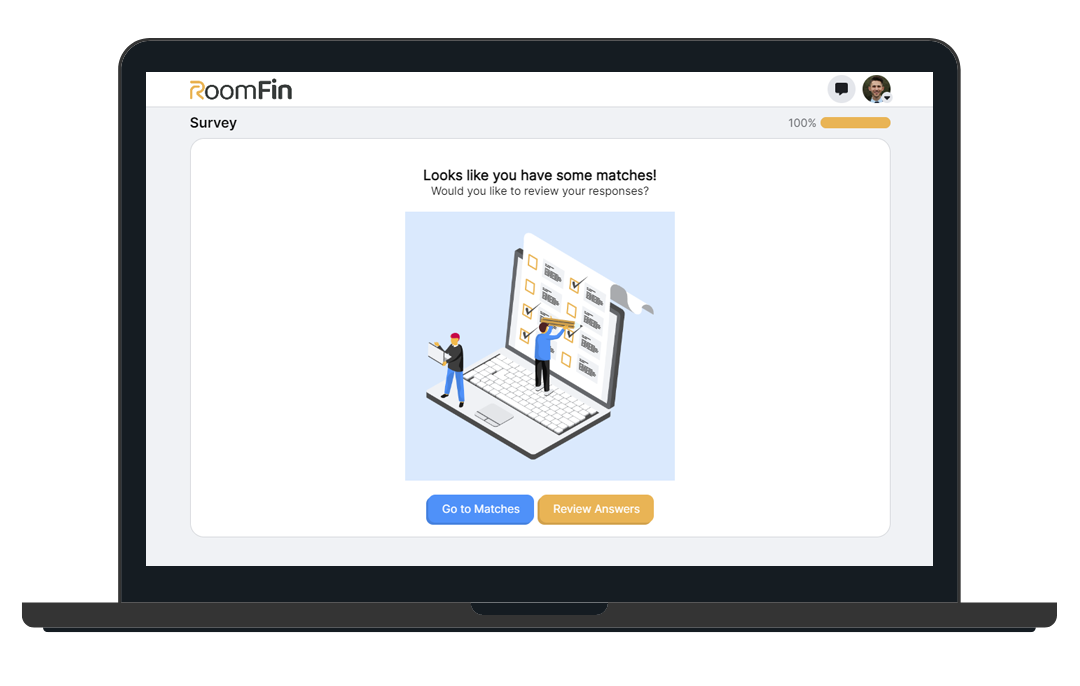 RoomFin
Survey
100%
Looks like you have some matches!
Would you like to review your responses?
Go to Matches
Review Answers